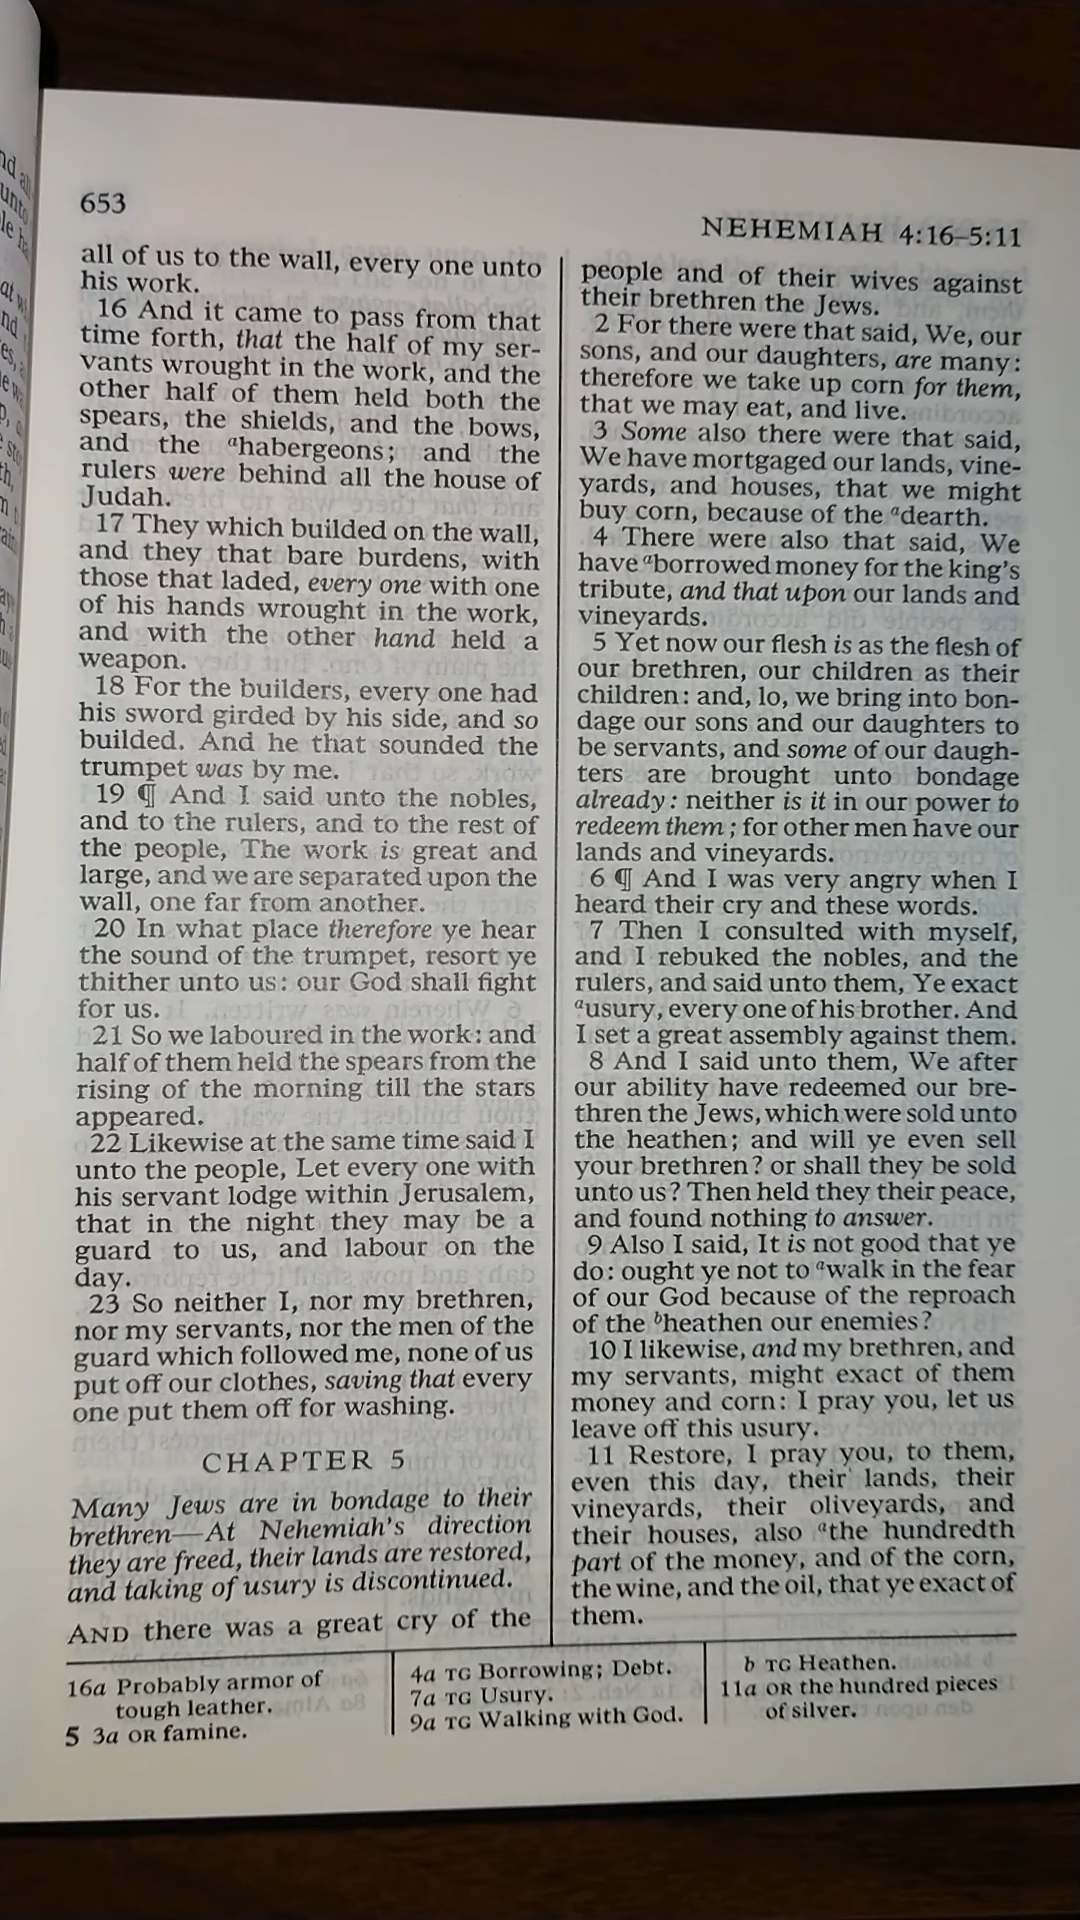 653
NEHEMIAH 4:16–5:11
all of us to the wall, every one unto
his work.
16 And it came to pass from that
time forth, that the half of my ser-
vants wrought in the work, and the
other half of them held both the
spears, the shields, and the bows,
and the ᵃhabergeons; and the
rulers were behind all the house of
Judah.
17 They which builded on the wall,
and they that bare burdens, with
those that laded, every one with one
of his hands wrought in the work,
and with the other hand held a
weapon.
18 For the builders, every one had
his sword girded by his side, and so
builded. And he that sounded the
trumpet was by me.
19 ¶ And I said unto the nobles,
and to the rulers, and to the rest of
the people, The work is great and
large, and we are separated upon the
wall, one far from another.
20 In what place therefore ye hear
the sound of the trumpet, resort ye
thither unto us: our God shall fight
for us.
21 So we laboured in the work: and
half of them held the spears from the
rising of the morning till the stars
appeared.
22 Likewise at the same time said I
unto the people, Let every one with
his servant lodge within Jerusalem,
that in the night they may be a
guard to us, and labour on the
day.
23 So neither I, nor my brethren,
nor my servants, nor the men of the
guard which followed me, none of us
put off our clothes, saving that every
one put them off for washing.
CHAPTER 5
Many Jews are in bondage to their
brethren—At Nehemiah's direction
they are freed, their lands are restored,
and taking of usury is discontinued.
AND there was a great cry of the
people and of their wives against
their brethren the Jews.
2 For there were that said, We, our
sons, and our daughters, are many:
therefore we take up corn for them,
that we may eat, and live.
3 Some also there were that said,
We have mortgaged our lands, vine-
yards, and houses, that we might
buy corn, because of the ᵃdearth.
4 There were also that said, We
have ᵃborrowed money for the king's
tribute, and that upon our lands and
vineyards.
5 Yet now our flesh is as the flesh of
our brethren, our children as their
children: and, lo, we bring into bon-
dage our sons and our daughters to
be servants, and some of our daugh-
ters are brought unto bondage
already: neither is it in our power to
redeem them; for other men have our
lands and vineyards.
6 ¶ And I was very angry when I
heard their cry and these words.
7 Then I consulted with myself,
and I rebuked the nobles, and the
rulers, and said unto them, Ye exact
ᵃusury, every one of his brother. And
I set a great assembly against them.
8 And I said unto them, We after
our ability have redeemed our bre-
thren the Jews, which were sold unto
the heathen; and will ye even sell
your brethren? or shall they be sold
unto us? Then held they their peace,
and found nothing to answer.
9 Also I said, It is not good that ye
do: ought ye not to ᵃwalk in the fear
of our God because of the reproach
of the ᵇheathen our enemies?
10 I likewise, and my brethren, and
my servants, might exact of them
money and corn: I pray you, let us
leave off this usury.
11 Restore, I pray you, to them,
even this day, their lands, their
vineyards, their oliveyards, and
their houses, also ᵃthe hundredth
part of the money, and of the corn,
the wine, and the oil, that ye exact of
them.
16a Probably armor of
tough leather.
5 3a OR famine.
4a TG Borrowing; Debt.
7a TG Usury.
9a TG Walking with God.
b TG Heathen.
11a OR the hundred pieces
of silver.